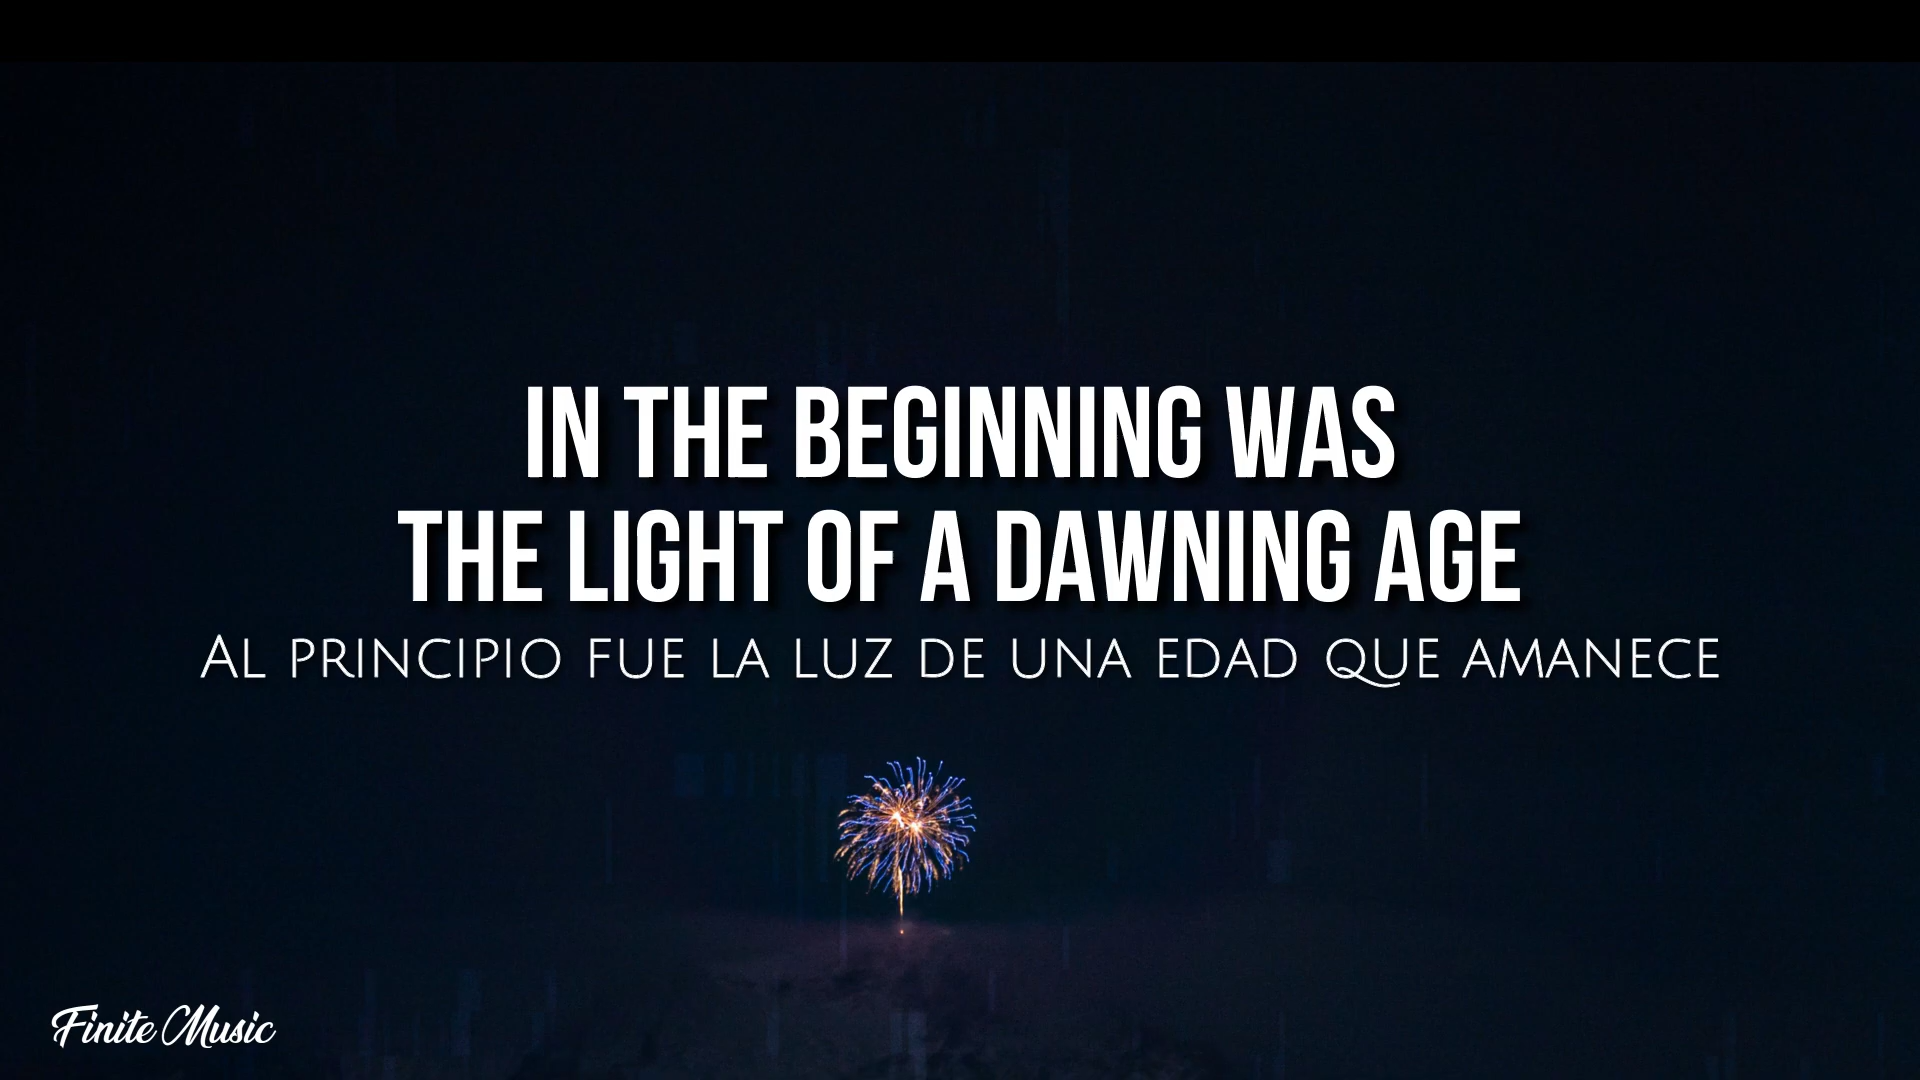 IN THE BEGINNING WAS
THE LIGHT OF A DAWNING AGE
AL PRINCIPIO FUE LA LUZ DE UNA EDAD QUE AMANECE
Finite Music